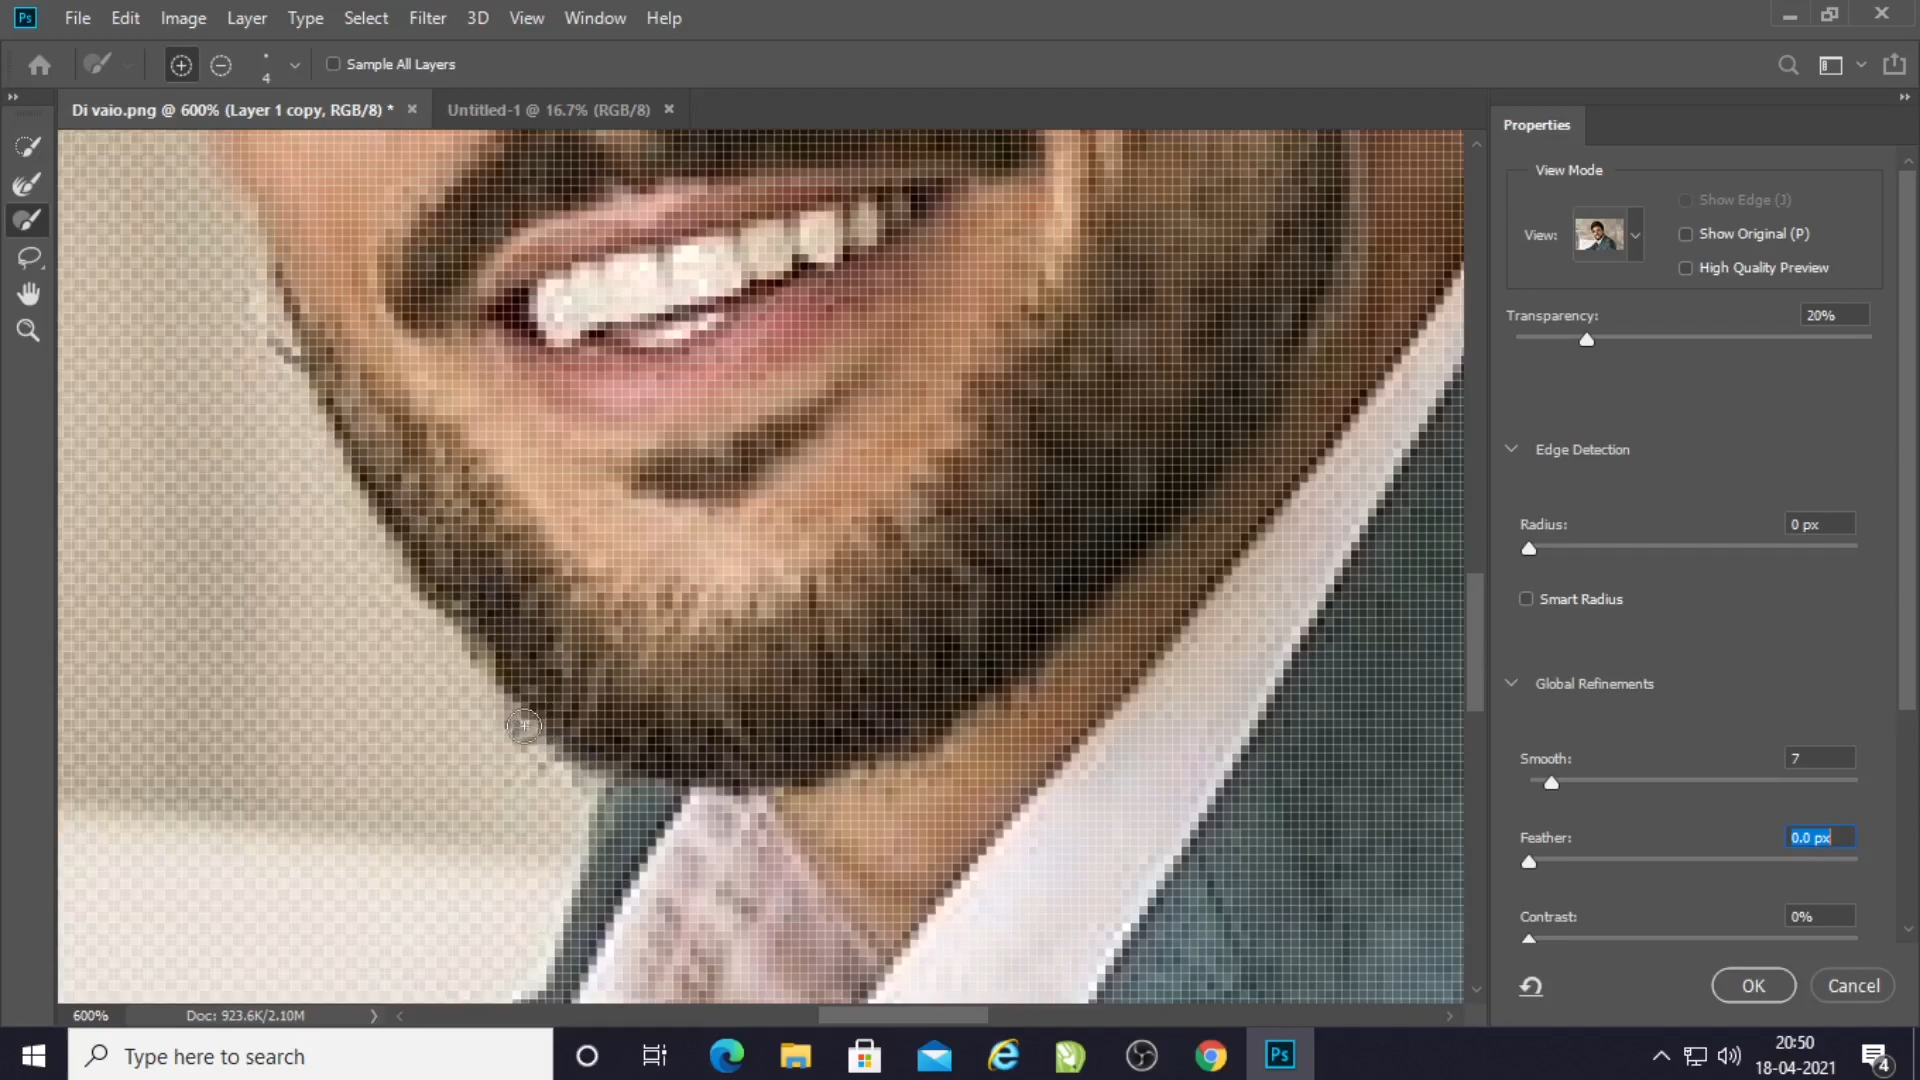 Ps File Edit Image Layer Type Select Filter 3D View Window Help
4 Sample All Layers
Di vaio.png @ 600% (Layer 1 copy, RGB/8) * Untitled-1 @ 16.7% (RGB/8)
Properties
View Mode
Show Edge (J)
View: Show Original (P)
High Quality Preview
Transparency: 20%
Edge Detection
Radius: 0 px
Smart Radius
Global Refinements
Smooth: 7
Feather: 0.0 px
Contrast: 0%
OK Cancel
600% Doc: 923.6K/2.10M
Type here to search
Ps
20:50
18-04-2021
4